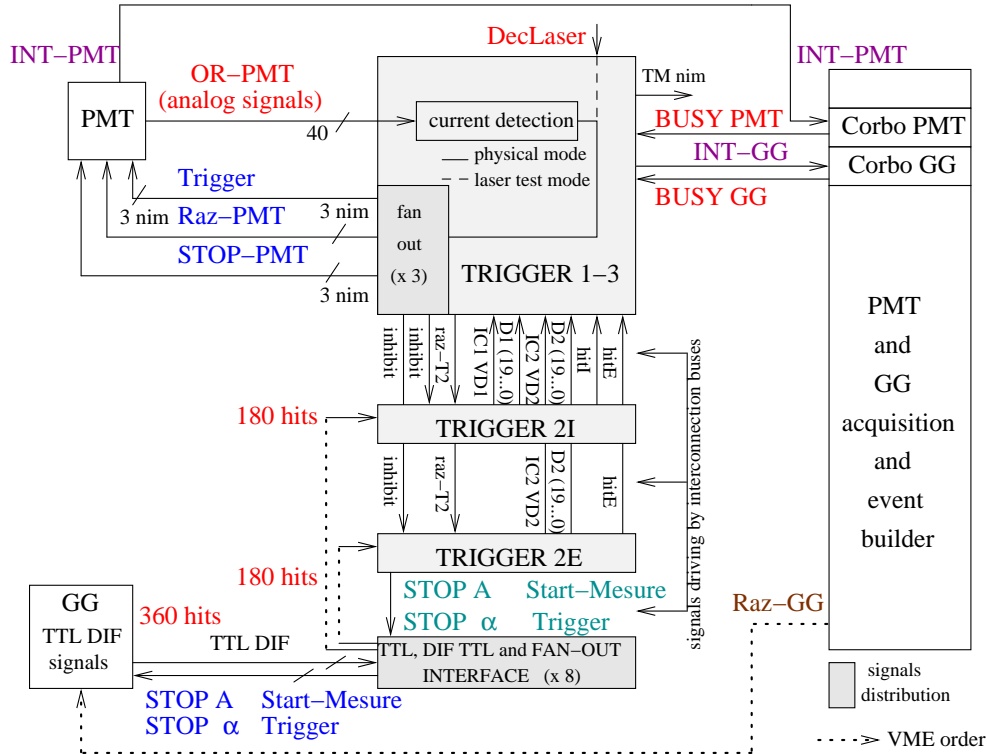 DecLaser
INT–PMT
INT–PMT
OR–PMT
(analog signals)
TM nim
PMT
40
current detection
BUSY PMT
Corbo PMT
physical mode
INT–GG
Corbo GG
laser test mode
Trigger
BUSY GG
3 nim
3 nim
Raz–PMT
fan
out
(x 3)
STOP–PMT
TRIGGER 1–3
3 nim
PMT
and
GG
acquisition
and
event
builder
inhibit
inhibit
raz–T2
IC1 VD1
D1 (19...0)
IC2 VD2
D2 (19...0)
hitI
hitE
180 hits
TRIGGER 2I
inhibit
raz–T2
IC2 VD2
D2 (19...0)
hitE
signals driving by interconnection buses
TRIGGER 2E
180 hits
STOP A Start–Mesure
STOP α Trigger
Raz–GG
GG
TTL DIF
signals
360 hits
TTL DIF
TTL, DIF TTL and FAN–OUT
INTERFACE (x 8)
STOP A Start–Mesure
STOP α Trigger
signals
distribution
VME order